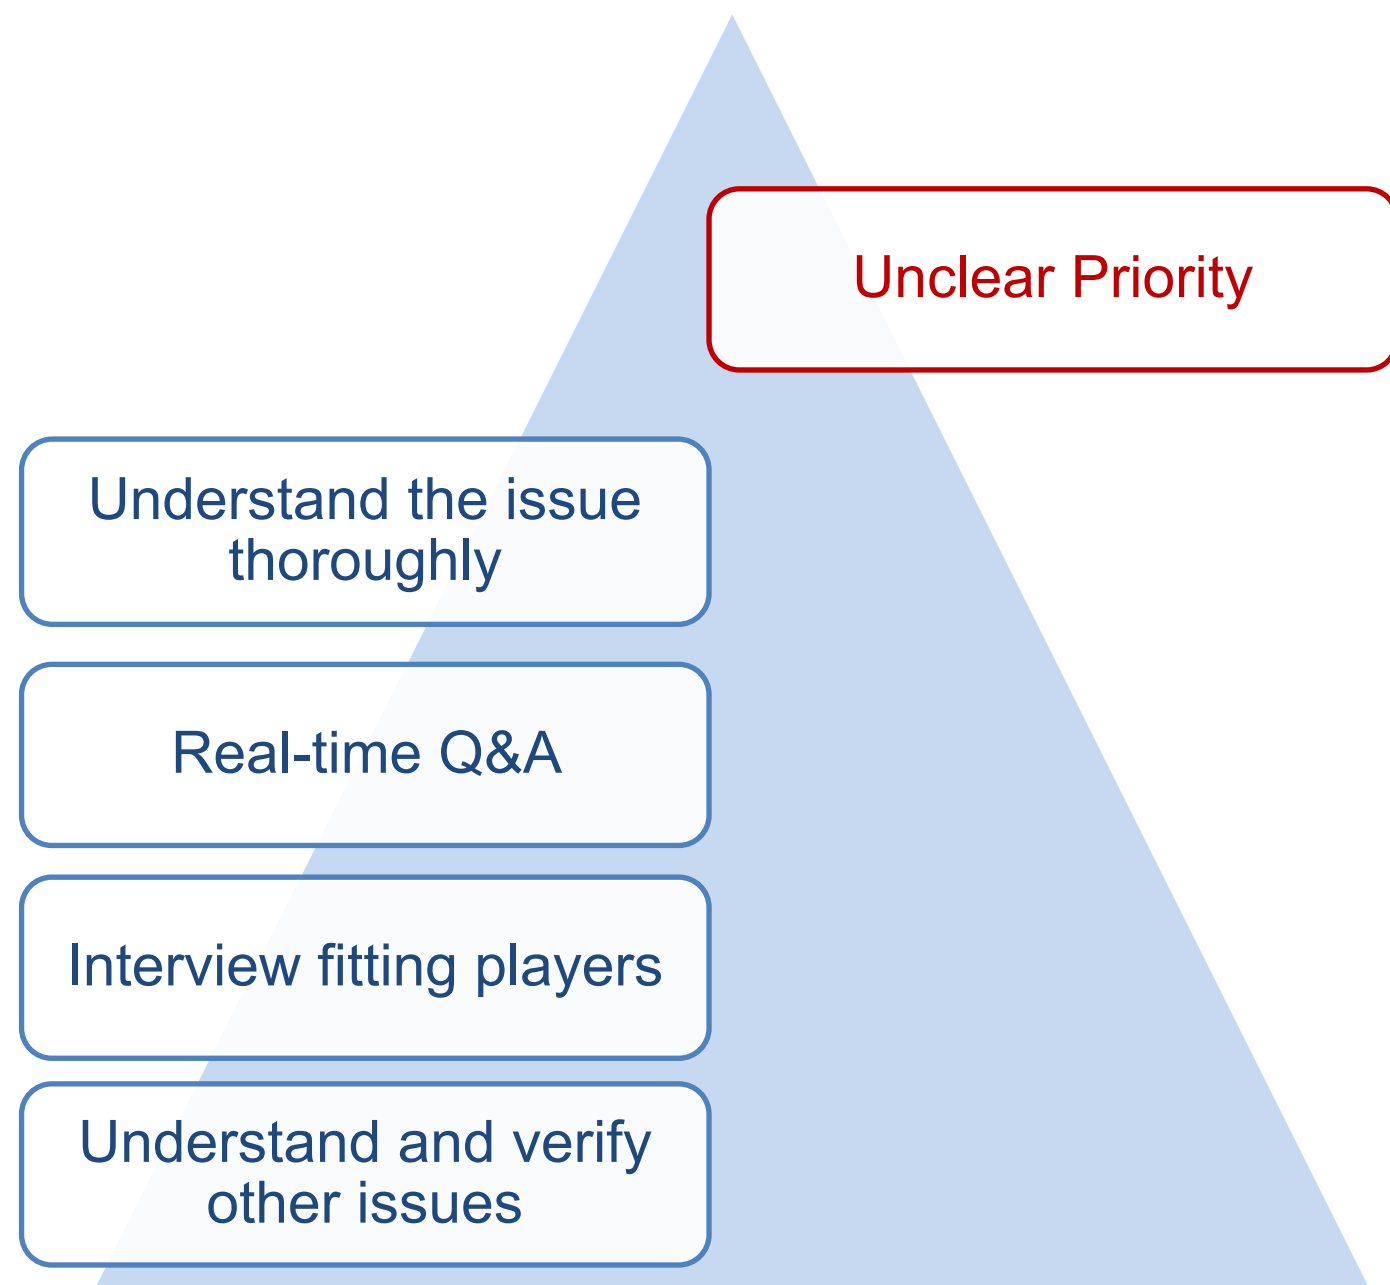 Unclear Priority
Understand the issue
thoroughly
Real-time Q&A
Interview fitting players
Understand and verify
other issues